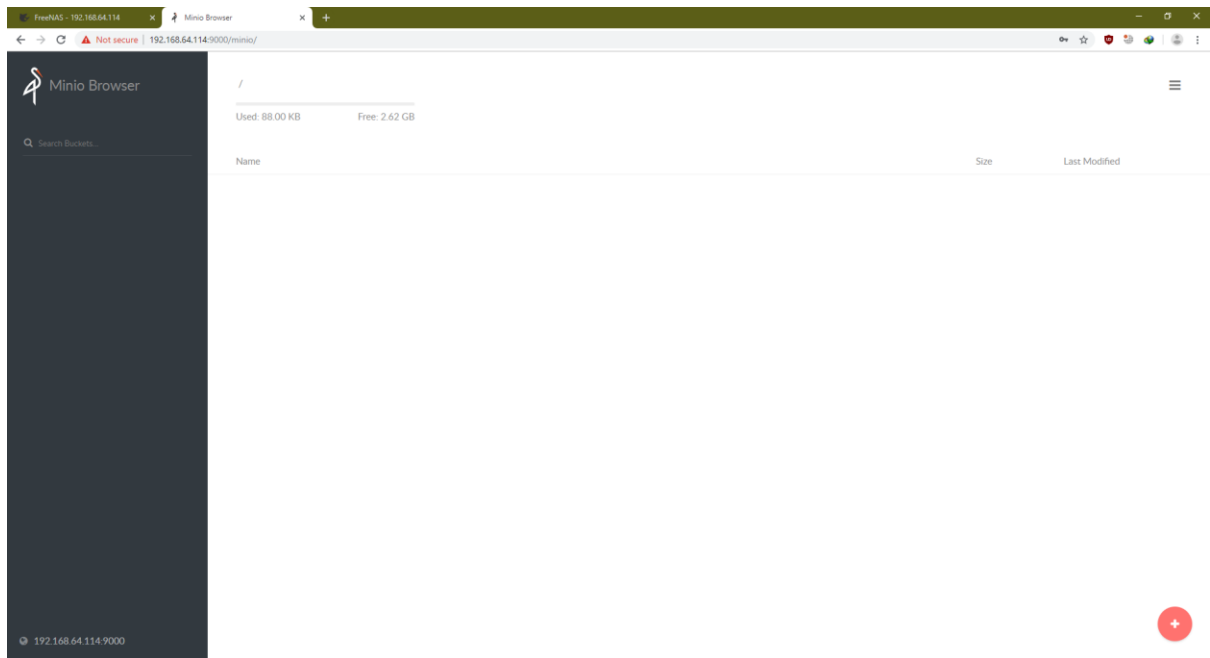 FreeNAS - 192.168.64.114
Minio Browser
Not secure | 192.168.64.114:9000/minio/
Minio Browser
/
Used: 88.00 KB Free: 2.62 GB
Search Buckets...
Name Size Last Modified
192.168.64.114:9000